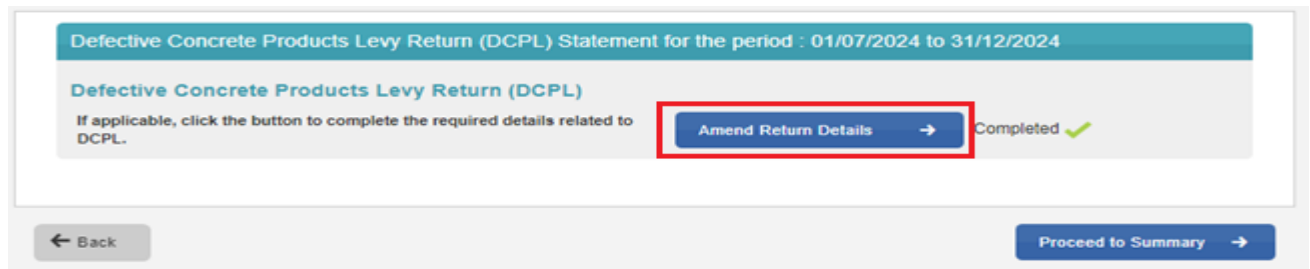 Defective Concrete Products Levy Return (DCPL) Statement for the period : 01/07/2024 to 31/12/2024
Defective Concrete Products Levy Return (DCPL)
If applicable, click the button to complete the required details related to
DCPL.
Amend Return Details → Completed
← Back
Proceed to Summary →